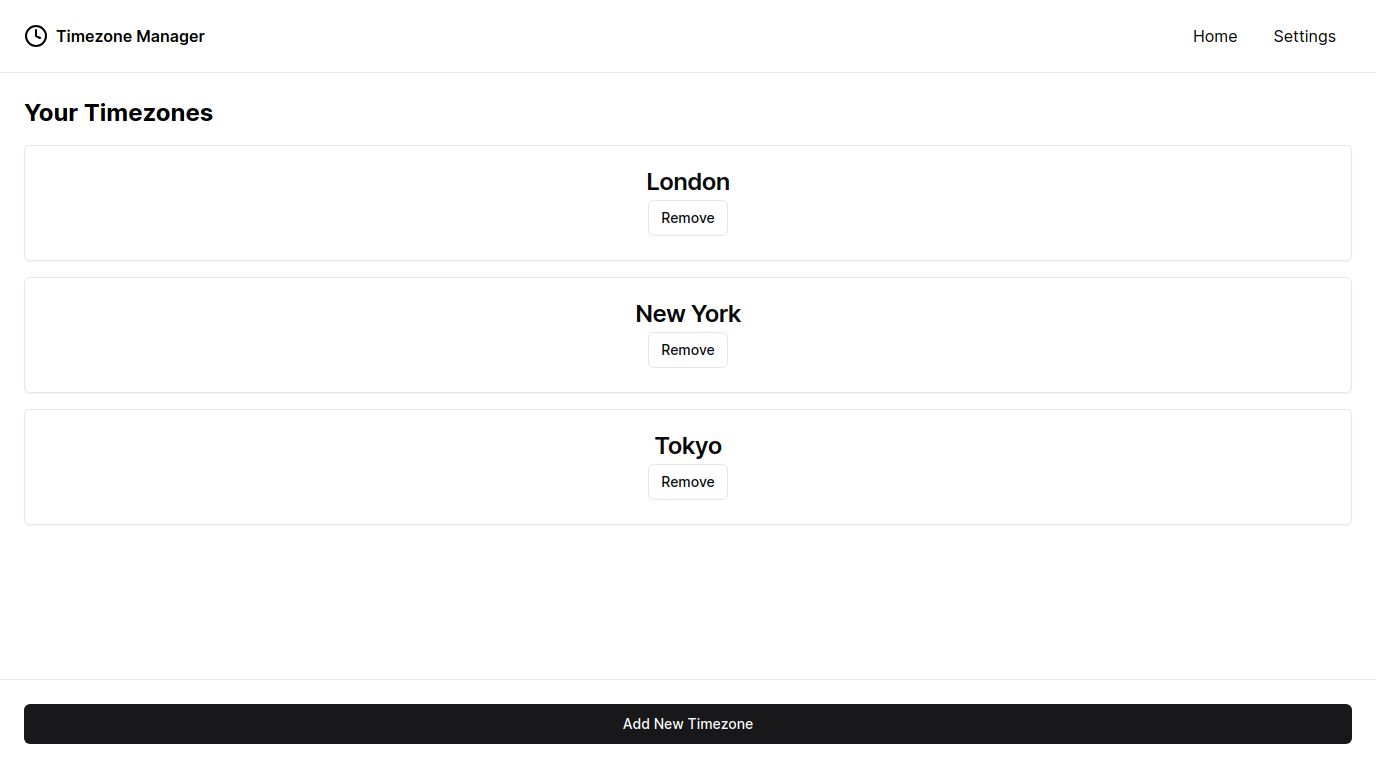 Timezone Manager
Home
Settings
Your Timezones
London
Remove
New York
Remove
Tokyo
Remove
Add New Timezone